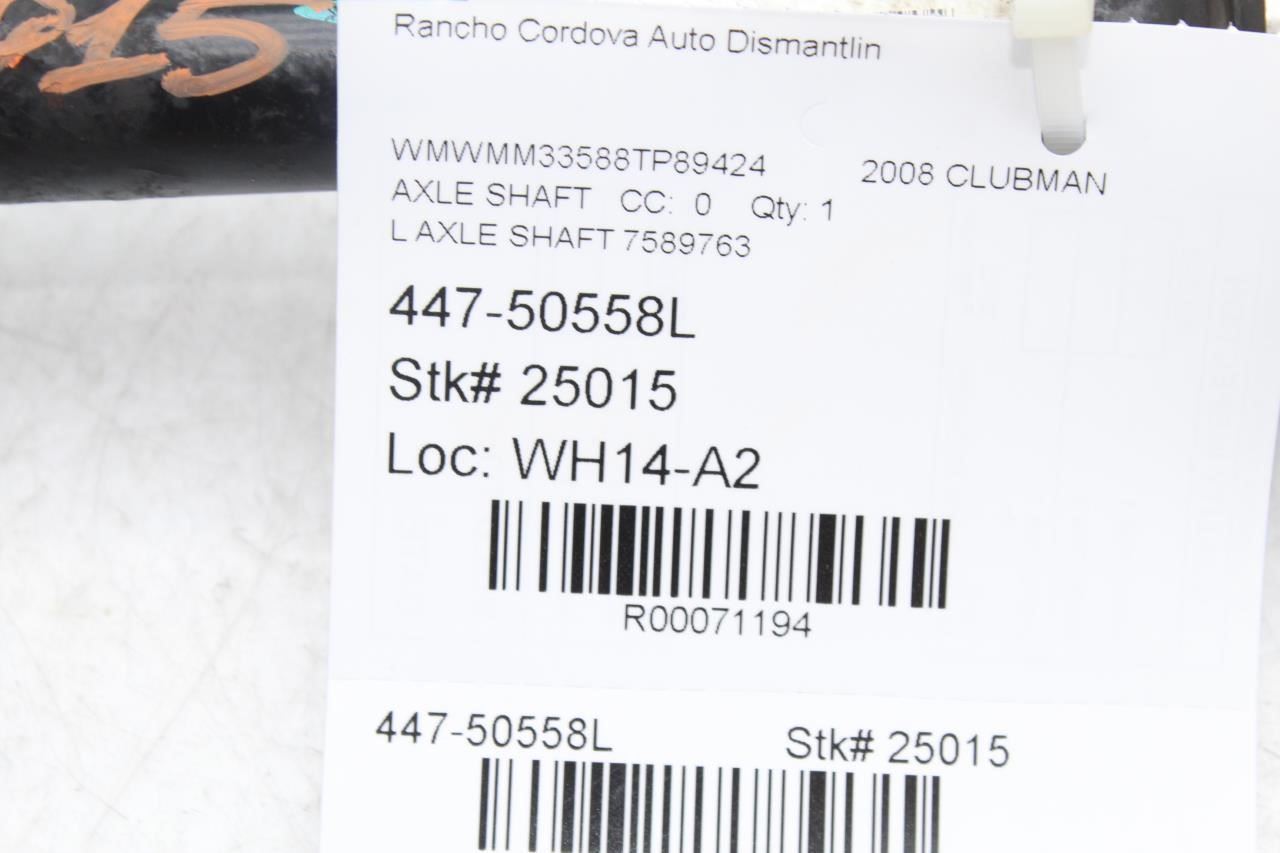 015
Rancho Cordova Auto Dismantlin
WMWMM33588TP89424 2008 CLUBMAN
AXLE SHAFT CC: 0 Qty: 1
L AXLE SHAFT 7589763
447-50558L
Stk# 25015
Loc: WH14-A2
R00071194
447-50558L Stk# 25015